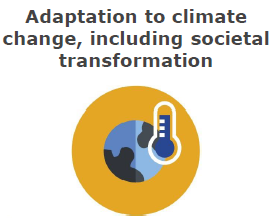 Adaptation to climate
change, including societal
transformation